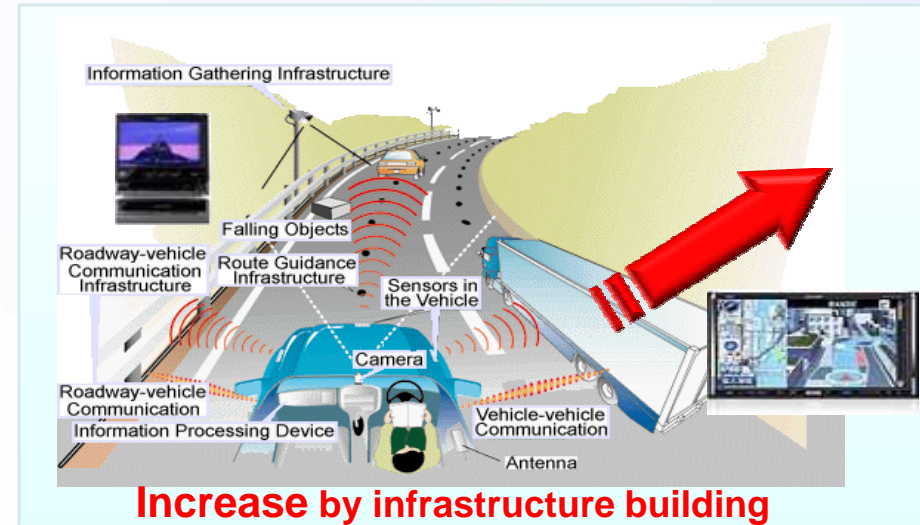 Information Gathering Infrastructure
Falling Objects
Roadway-vehicle
Communication
Infrastructure
Route Guidance
Infrastructure
Sensors in
the Vehicle
Camera
Roadway-vehicle
Communication
Information Processing Device
Vehicle-vehicle
Communication
Antenna
Increase by infrastructure building